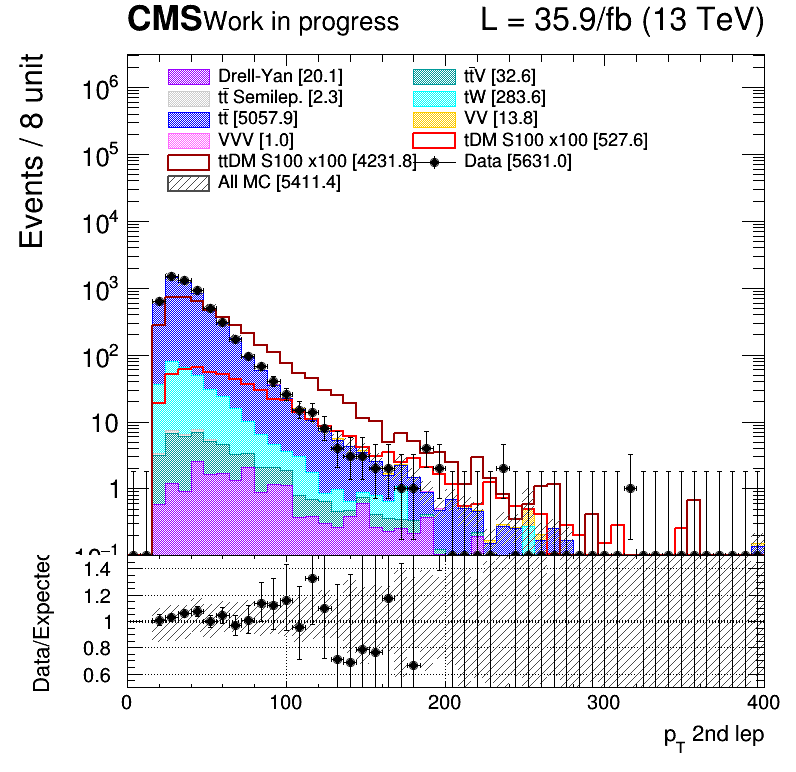 CMS Work in progress L = 35.9/fb (13 TeV)
Events / 8 unit
10⁶
10⁵
10⁴
10³
10²
10
1
10⁻¹
Drell-Yan [20.1] tt̄V [32.6]
tt̄ Semilep. [2.3] tW [283.6]
tt̄ [5057.9] VV [13.8]
VVV [1.0] tDM S100 x100 [527.6]
ttDM S100 x100 [4231.8] Data [5631.0]
All MC [5411.4]
Data/Expected
1.4
1.2
1
0.8
0.6
0 100 200 300 400
p_T 2nd lep